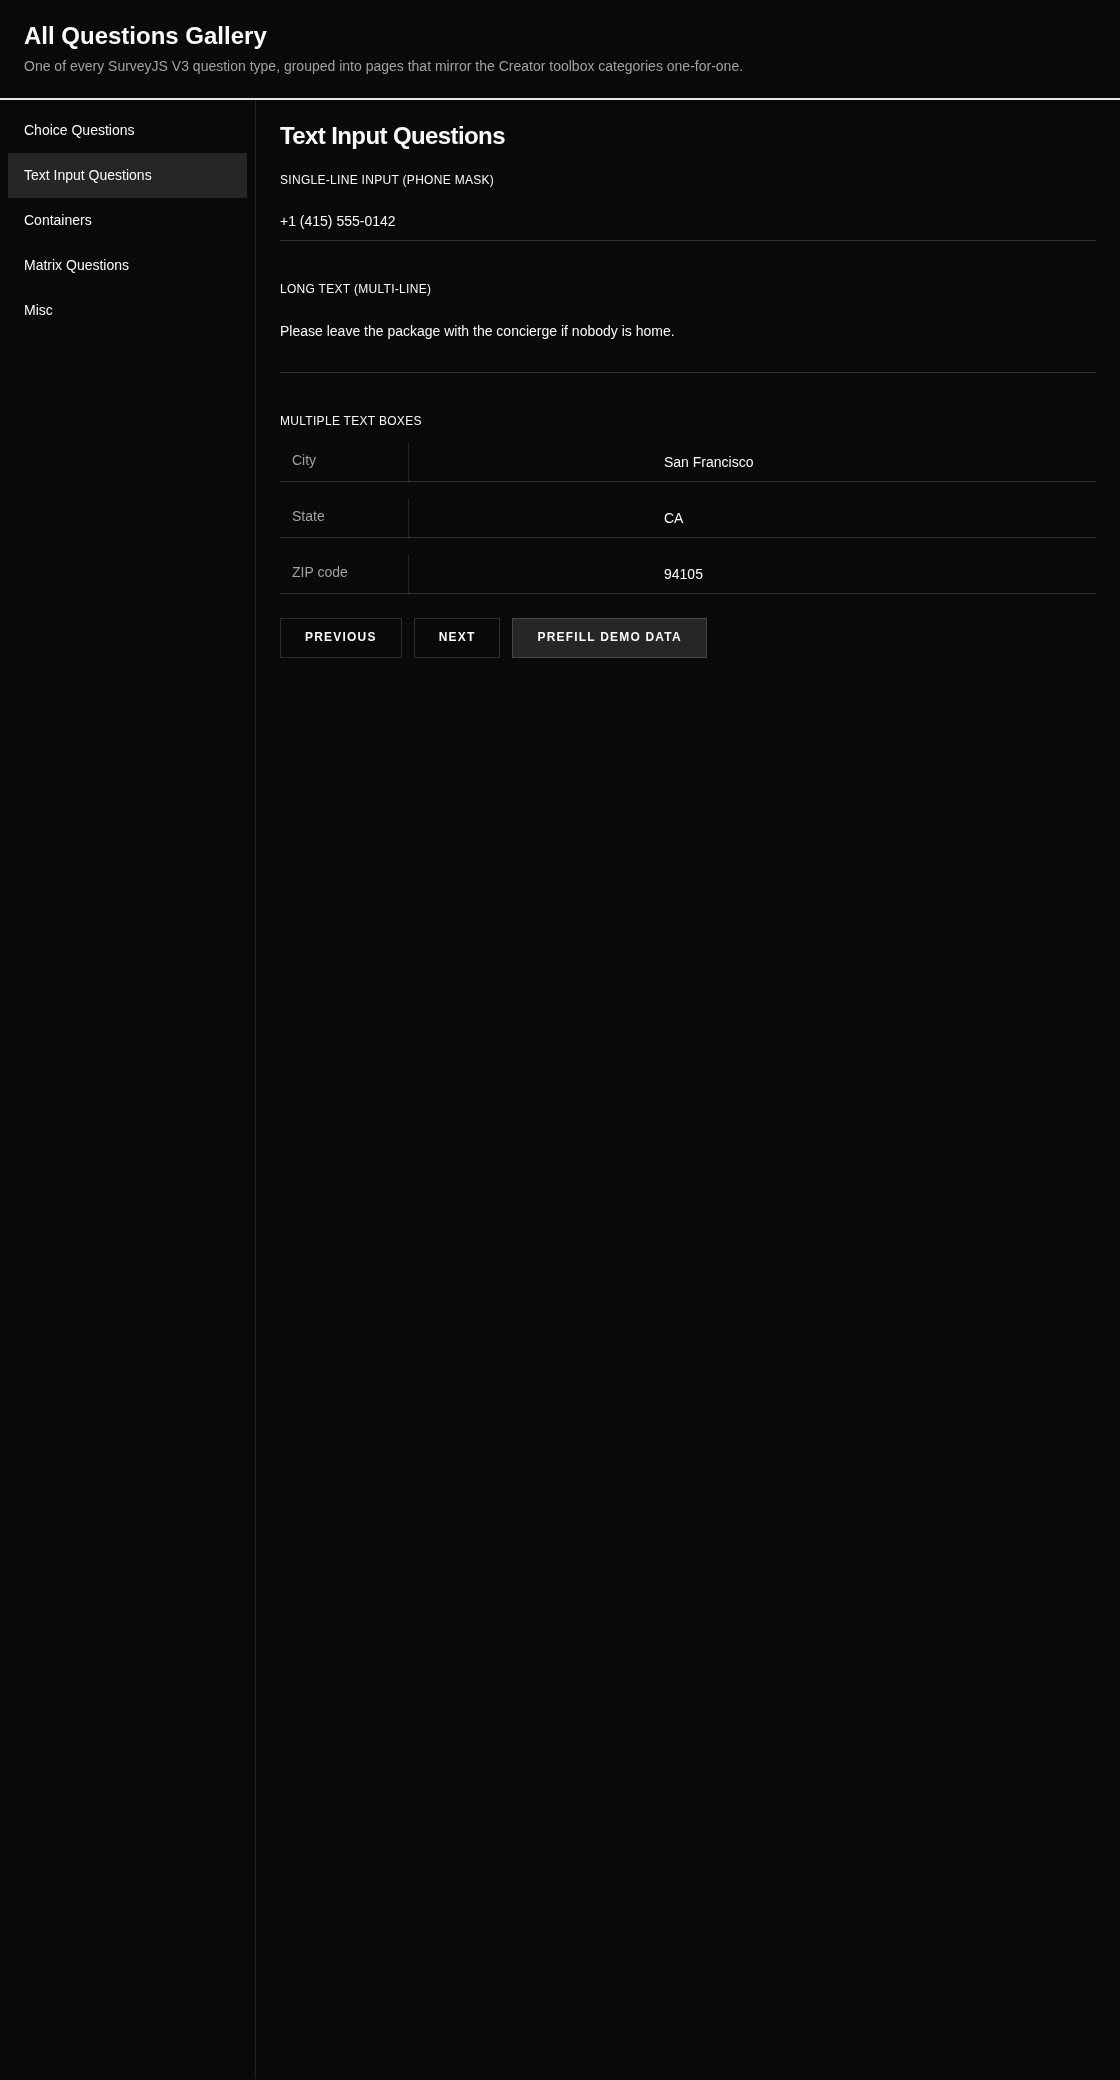 All Questions Gallery
One of every SurveyJS V3 question type, grouped into pages that mirror the Creator toolbox categories one-for-one.
Choice Questions
Text Input Questions
Containers
Matrix Questions
Misc
Text Input Questions
SINGLE-LINE INPUT (PHONE MASK)
+1 (415) 555-0142
LONG TEXT (MULTI-LINE)
Please leave the package with the concierge if nobody is home.
MULTIPLE TEXT BOXES
City San Francisco
State CA
ZIP code 94105
PREVIOUS NEXT PREFILL DEMO DATA